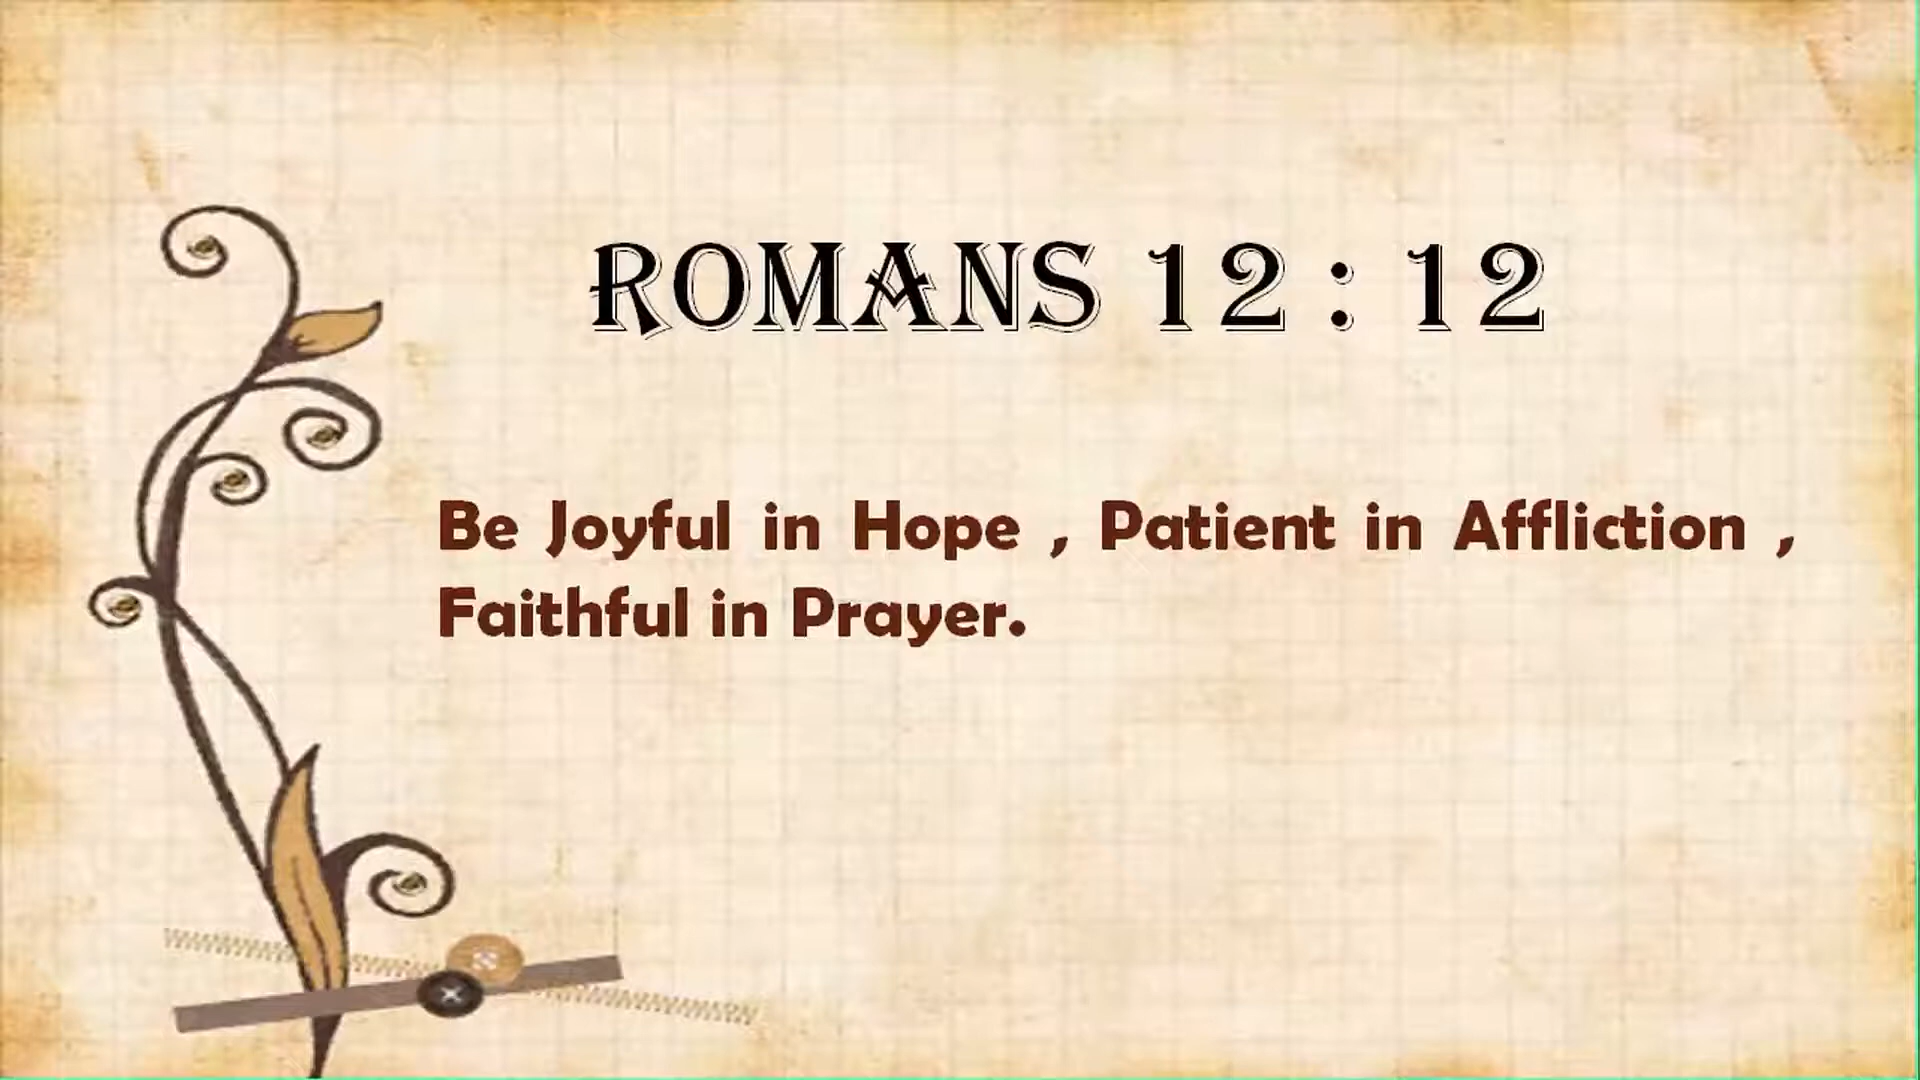 ROMANS 12 : 12
Be Joyful in Hope , Patient in Affliction ,
Faithful in Prayer.